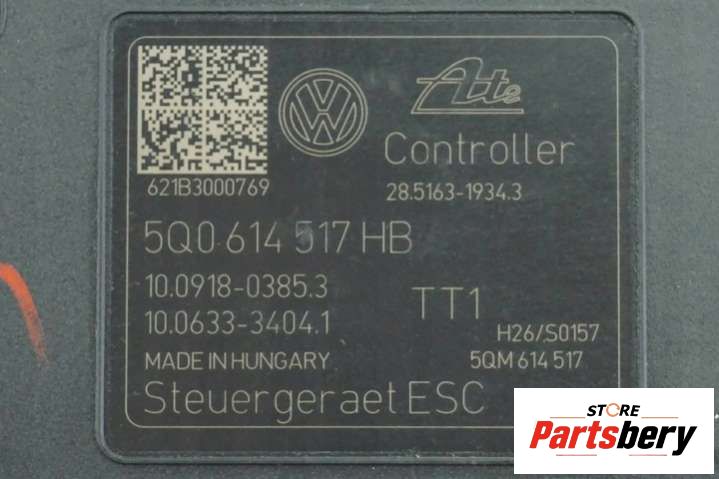 Ate
Controller
621B3000769
28.5163-1934.3
5Q0 614 517 HB
10.0918-0385.3
10.0633-3404.1
TT1
H26/S0157
MADE IN HUNGARY
5QM 614 517
Steuergeraet ESC
STORE
Partsbery